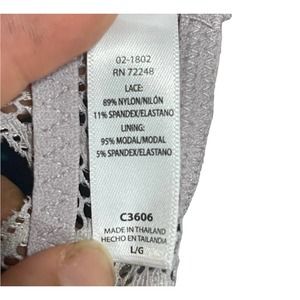 02-1802
RN 72248
LACE:
89% NYLON/NILÓN
11% SPANDEX/ELASTANO
LINING:
95% MODAL/MODAL
5% SPANDEX/ELASTANO
C3606
MADE IN THAILAND
HECHO EN TAILANDIA
L/G